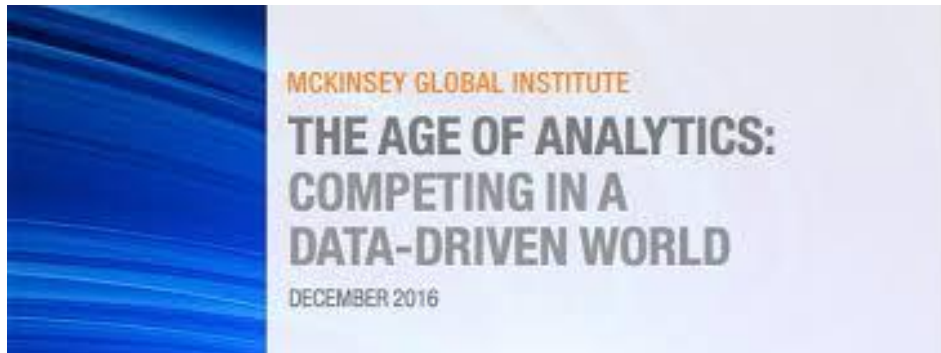 MCKINSEY GLOBAL INSTITUTE
THE AGE OF ANALYTICS:
COMPETING IN A
DATA-DRIVEN WORLD
DECEMBER 2016